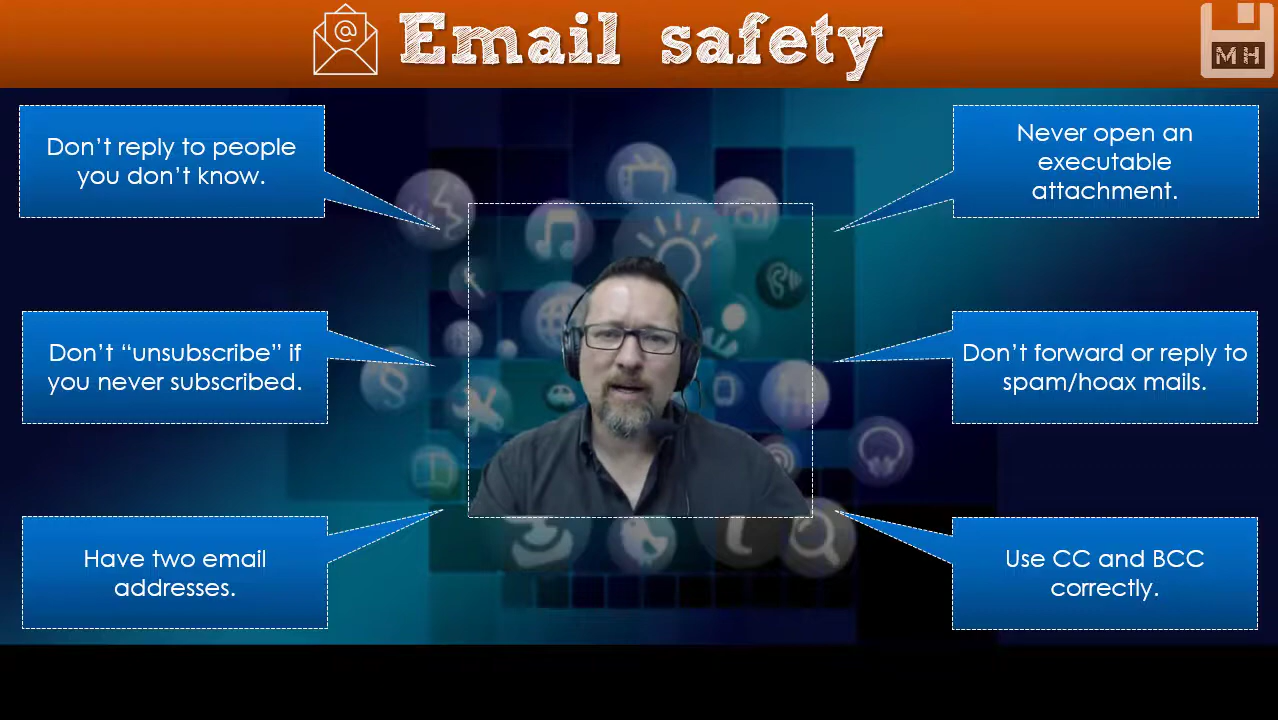 Email safety
MH
Don’t reply to people
you don’t know.
Never open an
executable
attachment.
Don’t “unsubscribe” if
you never subscribed.
Don’t forward or reply to
spam/hoax mails.
Have two email
addresses.
Use CC and BCC
correctly.